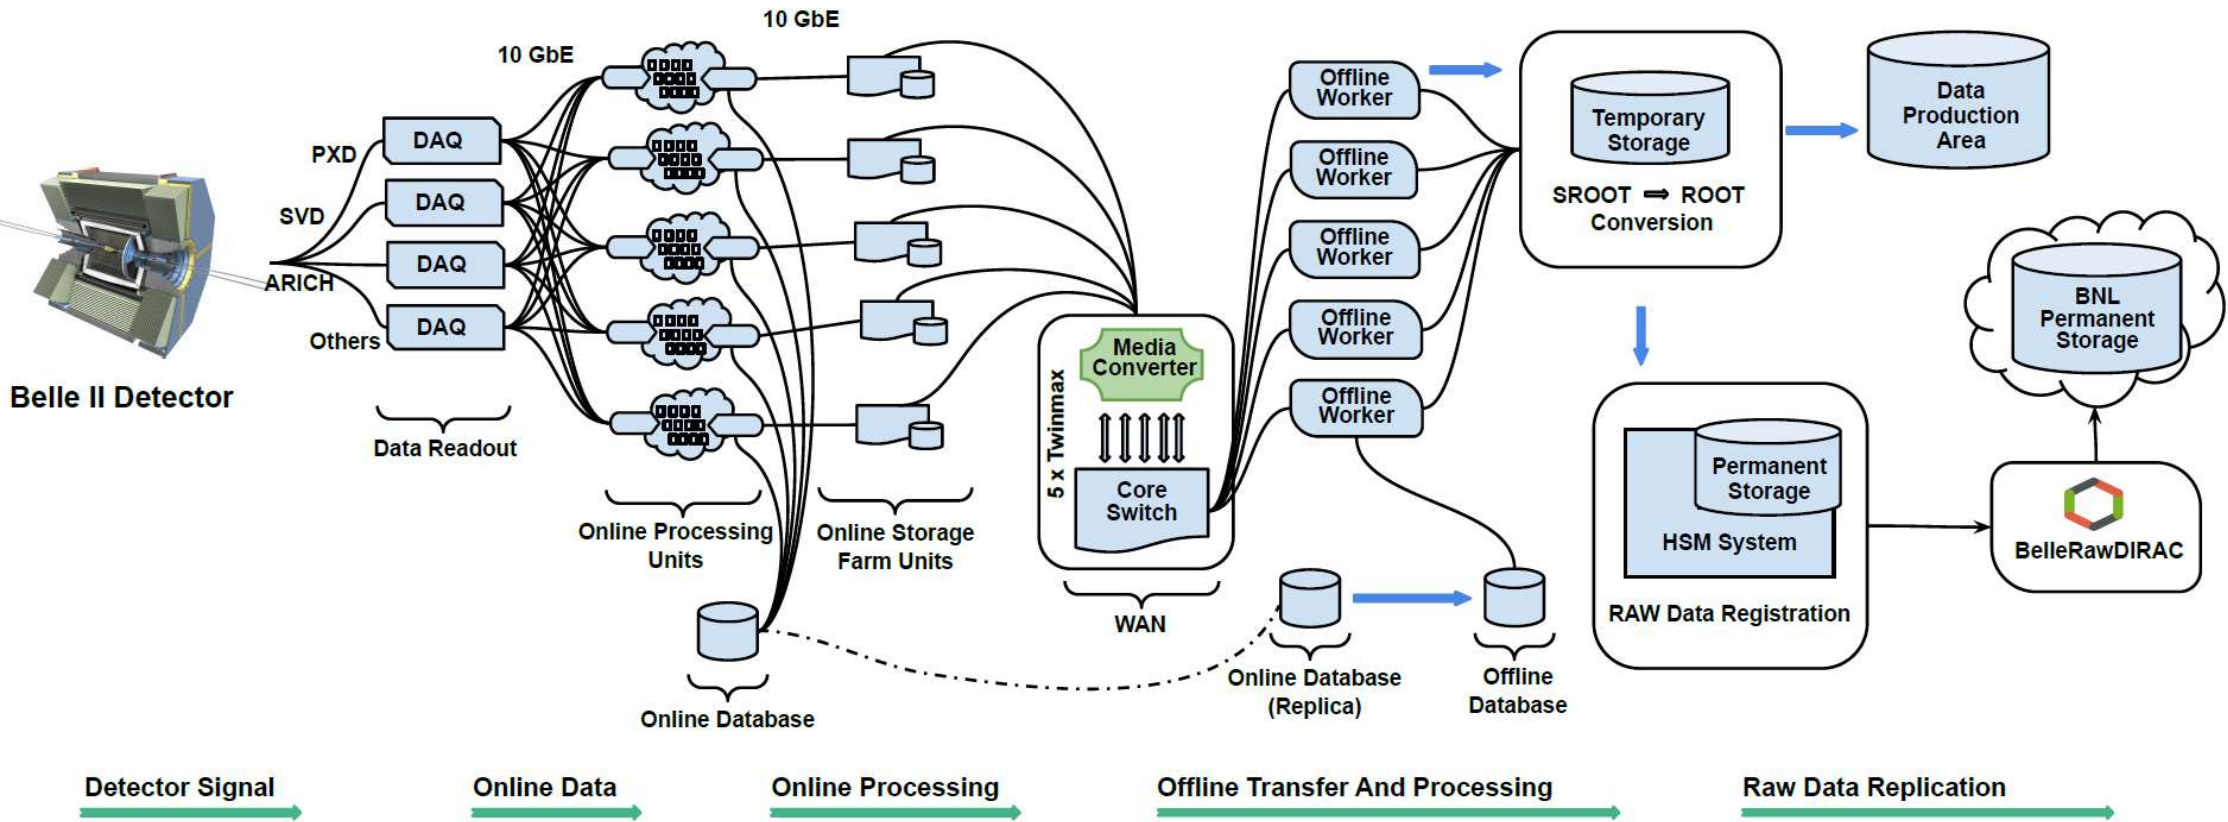 10 GbE
10 GbE
PXD
SVD
ARICH
Others
DAQ
DAQ
DAQ
DAQ
Belle II Detector
Data Readout
Online Processing
Units
Online Storage
Farm Units
Online Database
5 x Twinmax
Media
Converter
Core
Switch
WAN
Offline
Worker
Offline
Worker
Offline
Worker
Offline
Worker
Offline
Worker
Online Database
(Replica)
Offline
Database
Temporary
Storage
SROOT ⇨ ROOT
Conversion
Data
Production
Area
Permanent
Storage
HSM System
RAW Data Registration
BNL
Permanent
Storage
BelleRawDIRAC
Detector Signal
Online Data
Online Processing
Offline Transfer And Processing
Raw Data Replication